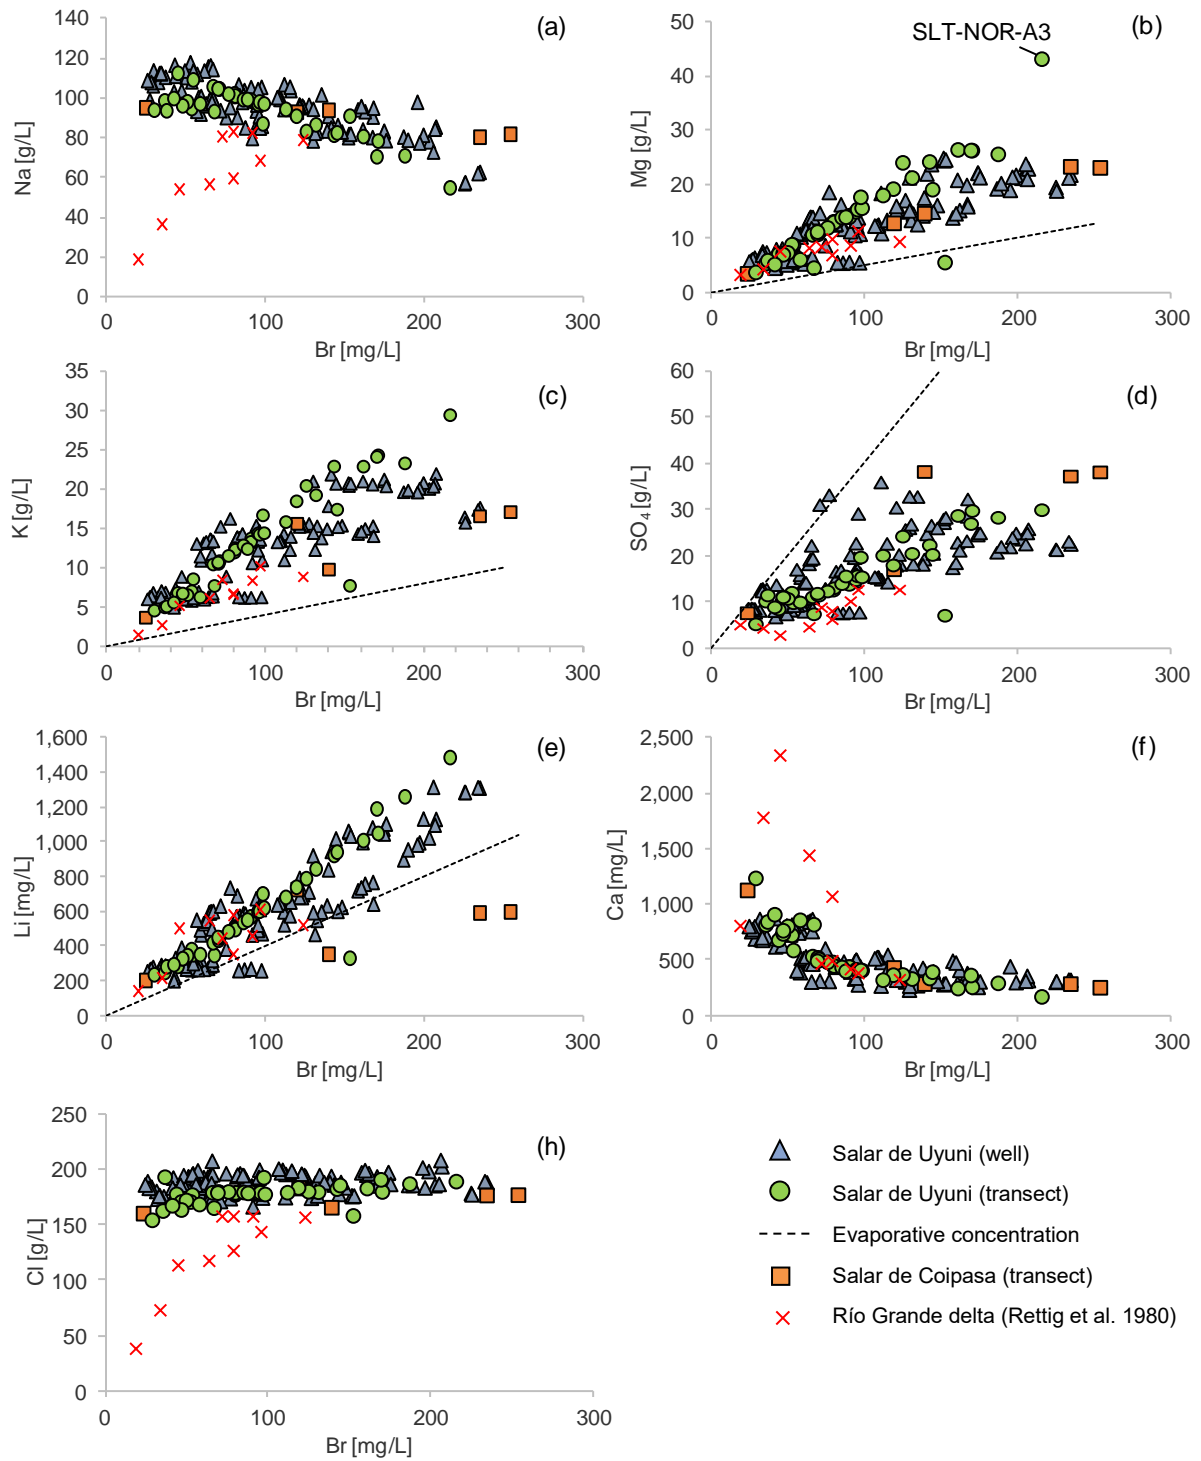 (a)
140
120
100
80
60
40
20
0
Na [g/L]
0 100 200 300
Br [mg/L]
(b)
SLT-NOR-A3
50
40
30
20
10
0
Mg [g/L]
0 100 200 300
Br [mg/L]
(c)
35
30
25
20
15
10
5
0
K [g/L]
0 100 200 300
Br [mg/L]
(d)
60
50
40
30
20
10
0
SO4 [g/L]
0 100 200 300
Br [mg/L]
(e)
1,600
1,400
1,200
1,000
800
600
400
200
0
Li [mg/L]
0 100 200 300
Br [mg/L]
(f)
2,500
2,000
1,500
1,000
500
0
Ca [mg/L]
0 100 200 300
Br [mg/L]
(h)
250
200
150
100
50
0
Cl [g/L]
0 100 200 300
Br [mg/L]
Salar de Uyuni (well)
Salar de Uyuni (transect)
Evaporative concentration
Salar de Coipasa (transect)
Río Grande delta (Rettig et al. 1980)